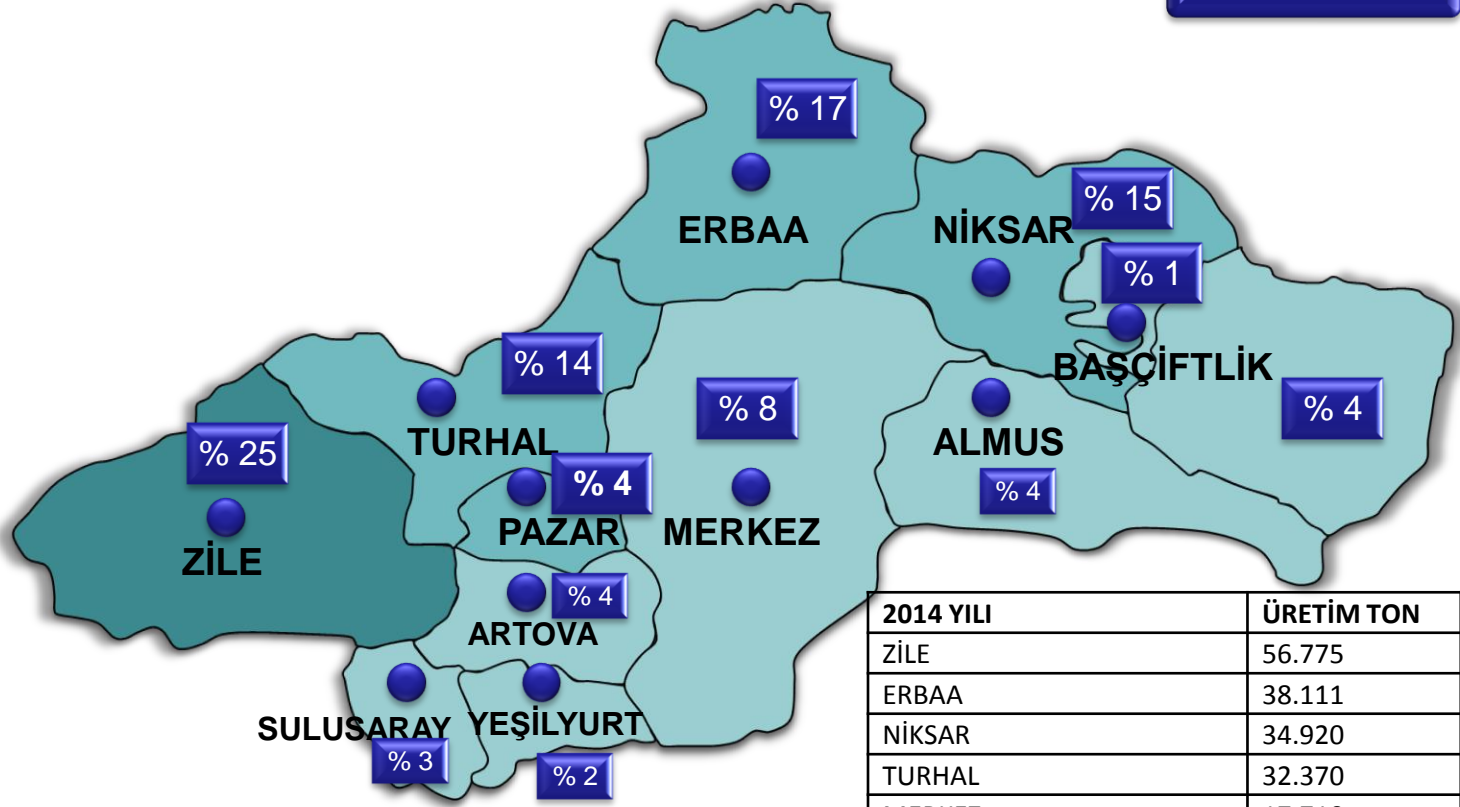 % 17
ERBAA
% 15
NİKSAR
% 1
BAŞÇİFTLİK
% 4
% 14
TURHAL
% 8
MERKEZ
ALMUS
% 4
% 25
ZİLE
% 4
PAZAR
% 4
ARTOVA
SULUSARAY
% 3
YEŞİLYURT
% 2
2014 YILI ÜRETİM TON
ZİLE 56.775
ERBAA 38.111
NİKSAR 34.920
TURHAL 32.370